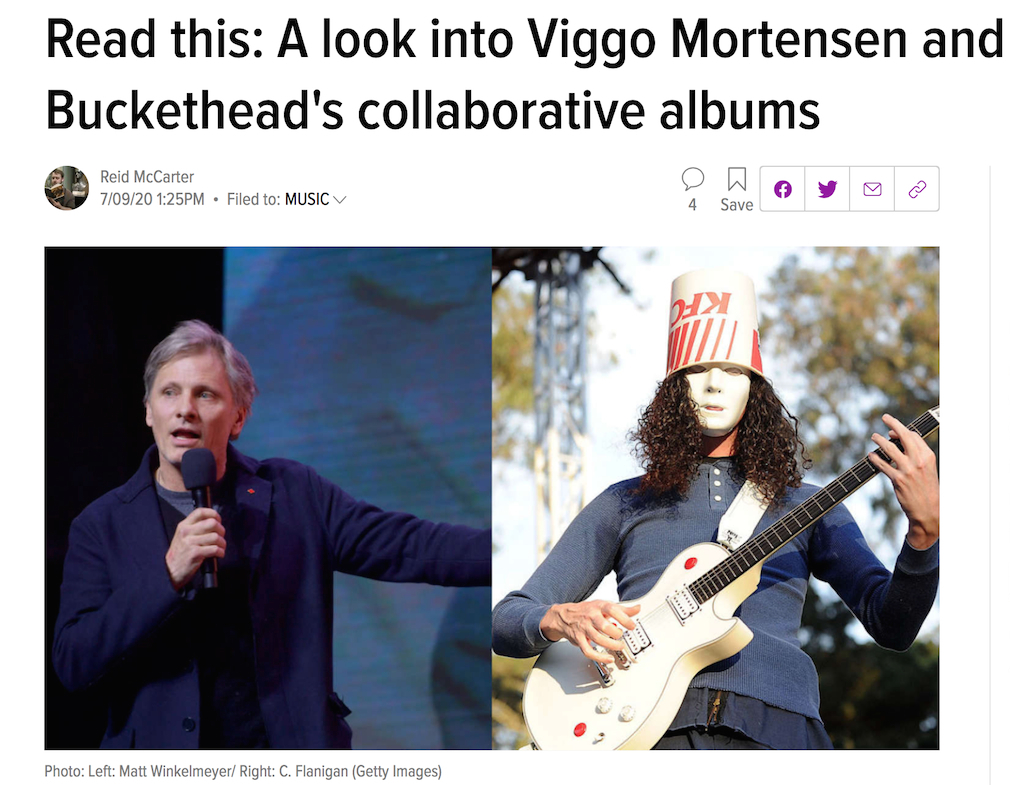 Read this: A look into Viggo Mortensen and
Buckethead's collaborative albums
Reid McCarter
7/09/20 1:25PM • Filed to: MUSIC
4
Save
KFC
Photo: Left: Matt Winkelmeyer/ Right: C. Flanigan (Getty Images)